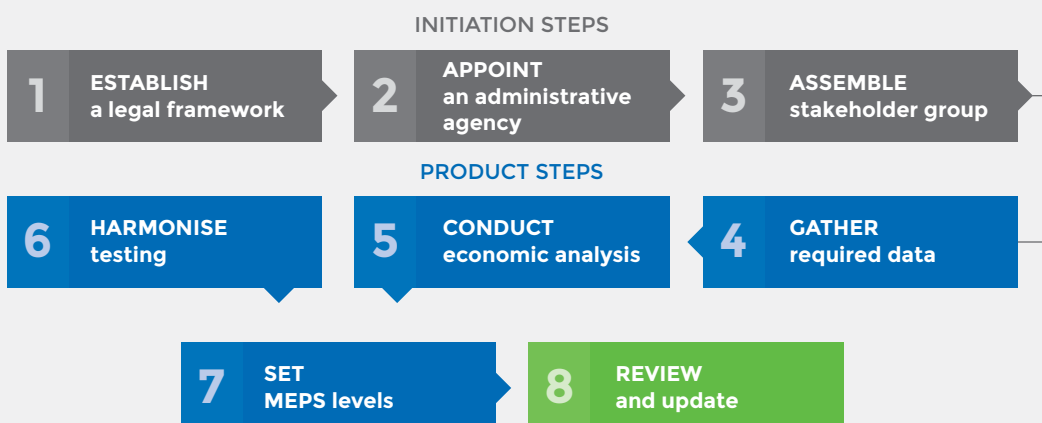 INITIATION STEPS
1
ESTABLISH
a legal framework
2
APPOINT
an administrative
agency
3
ASSEMBLE
stakeholder group
PRODUCT STEPS
6
HARMONISE
testing
5
CONDUCT
economic analysis
4
GATHER
required data
7
SET
MEPS levels
8
REVIEW
and update